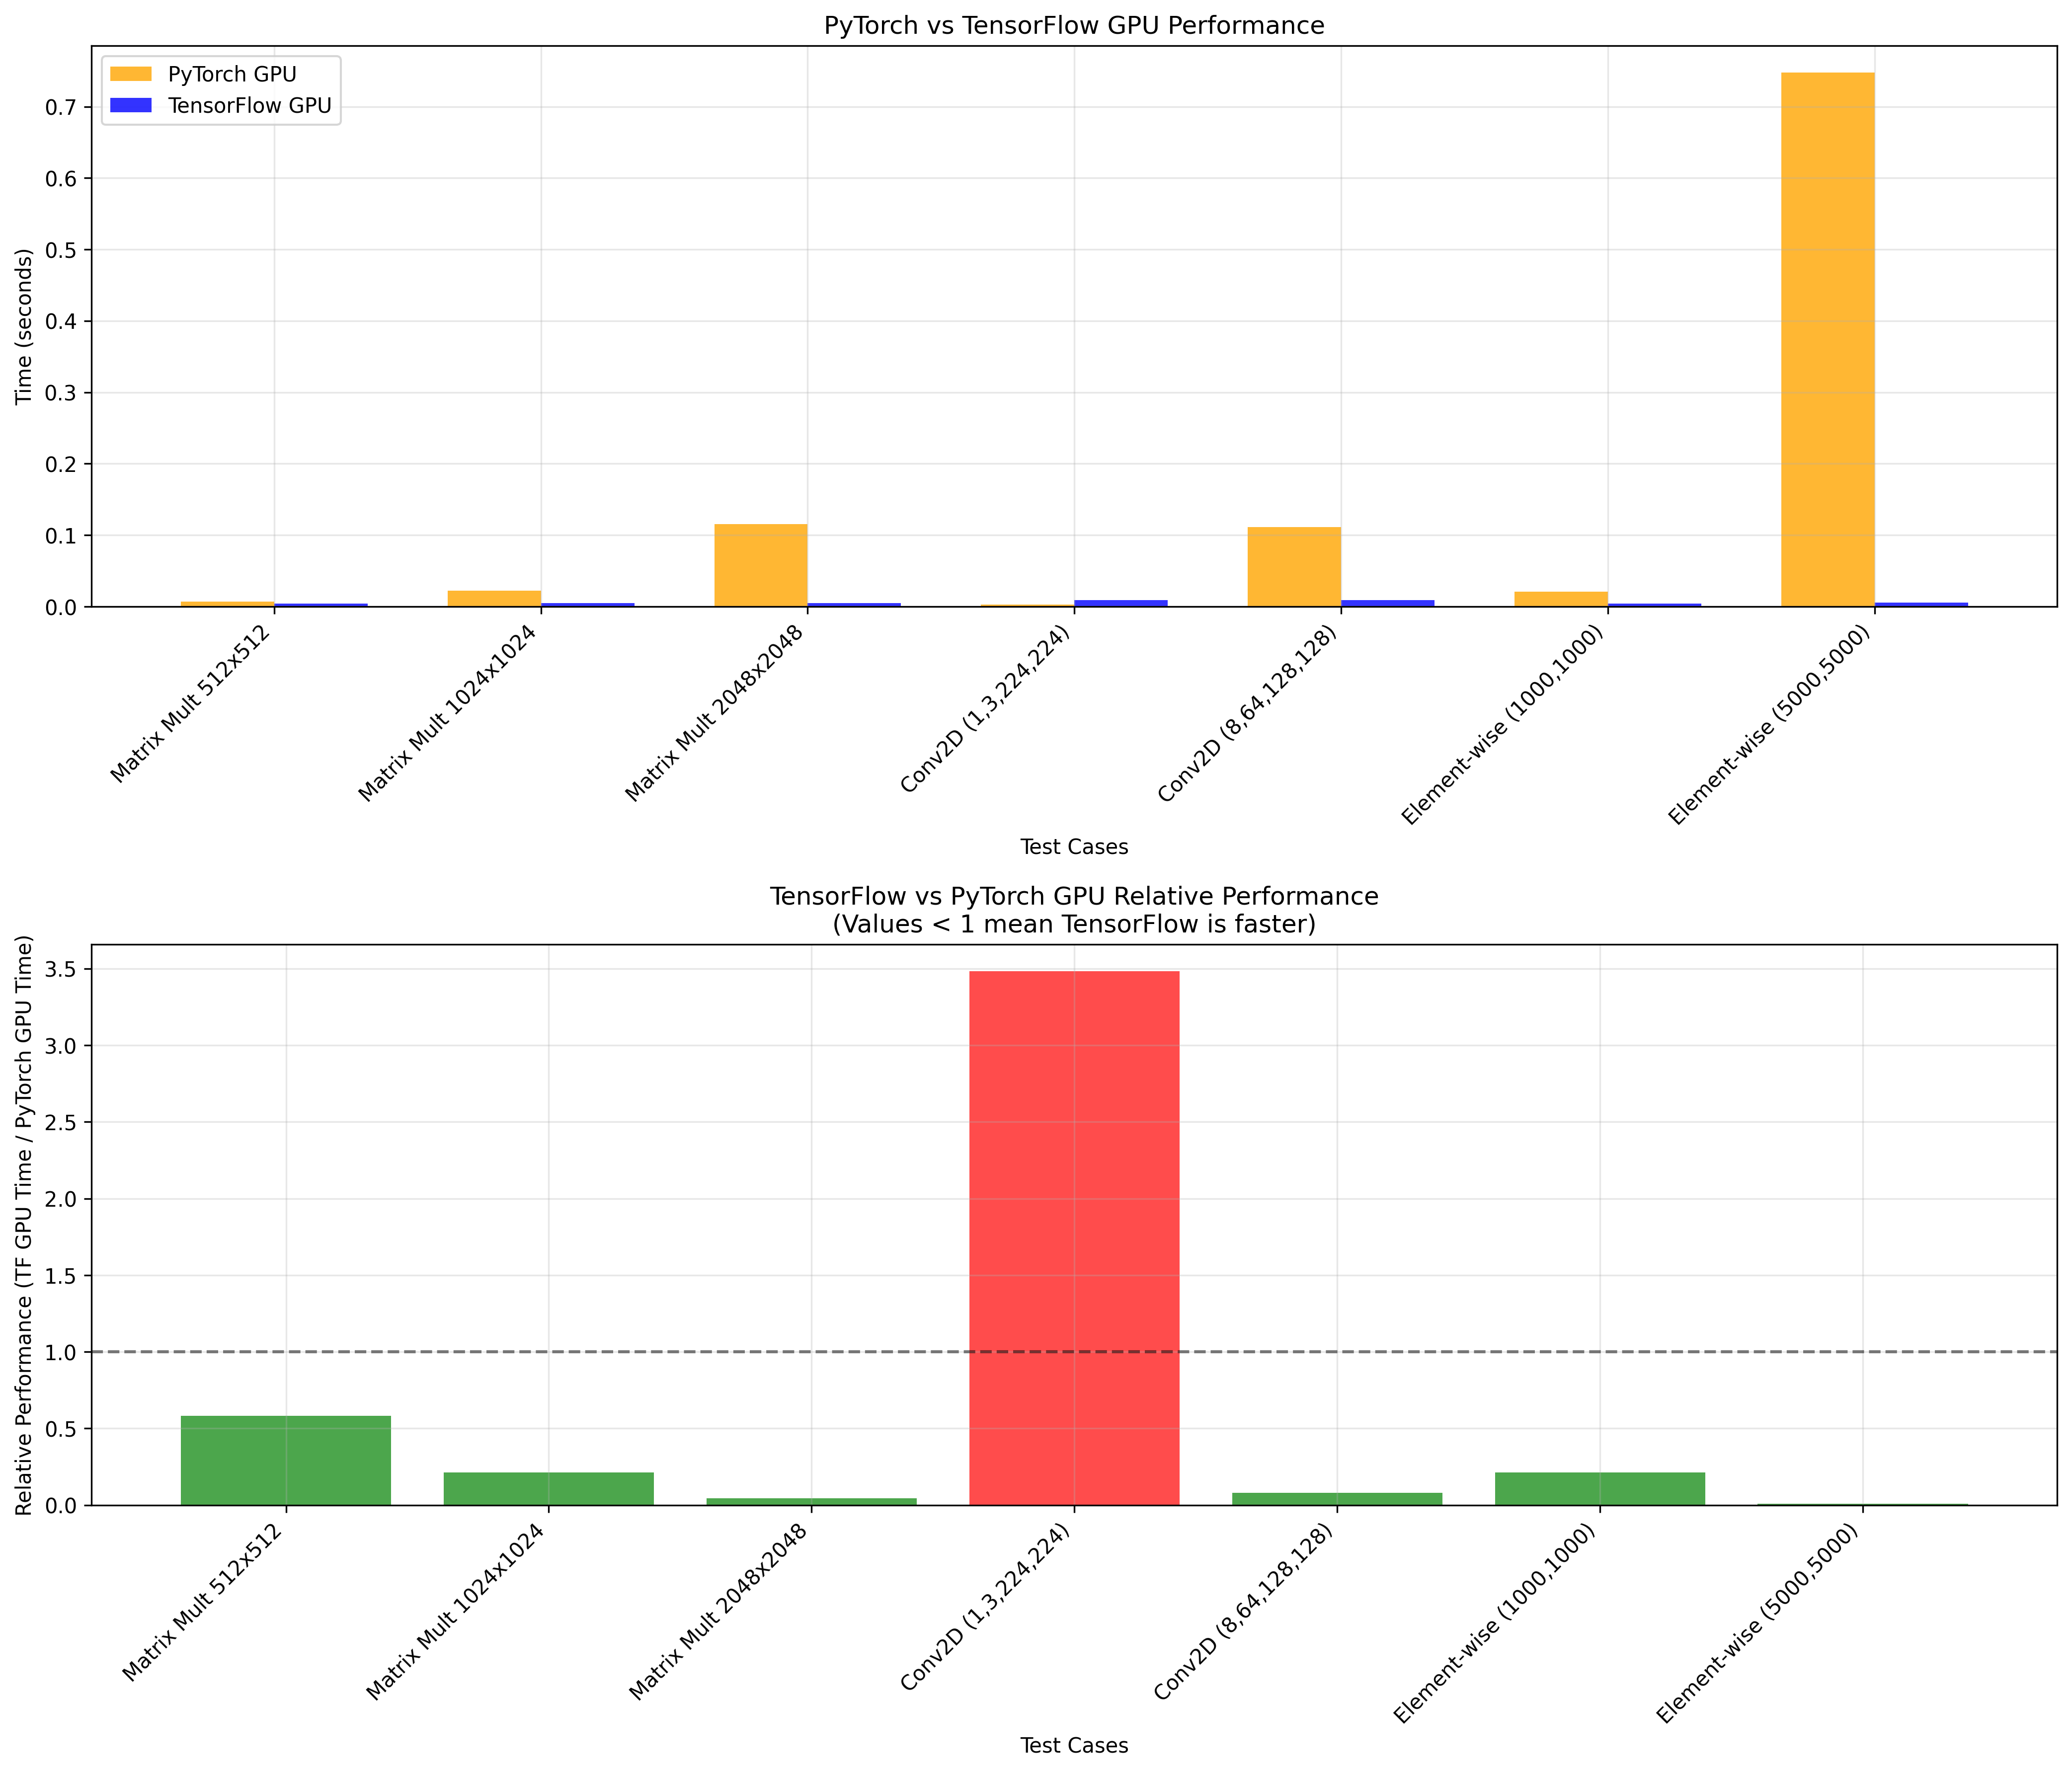 PyTorch vs TensorFlow GPU Performance
PyTorch GPU
TensorFlow GPU
Time (seconds)
0.7
0.6
0.5
0.4
0.3
0.2
0.1
0.0
Matrix Mult 512x512
Matrix Mult 1024x1024
Matrix Mult 2048x2048
Conv2D (1,3,224,224)
Conv2D (8,64,128,128)
Element-wise (1000,1000)
Element-wise (5000,5000)
Test Cases
TensorFlow vs PyTorch GPU Relative Performance
(Values < 1 mean TensorFlow is faster)
Relative Performance (TF GPU Time / PyTorch GPU Time)
3.5
3.0
2.5
2.0
1.5
1.0
0.5
0.0
Matrix Mult 512x512
Matrix Mult 1024x1024
Matrix Mult 2048x2048
Conv2D (1,3,224,224)
Conv2D (8,64,128,128)
Element-wise (1000,1000)
Element-wise (5000,5000)
Test Cases